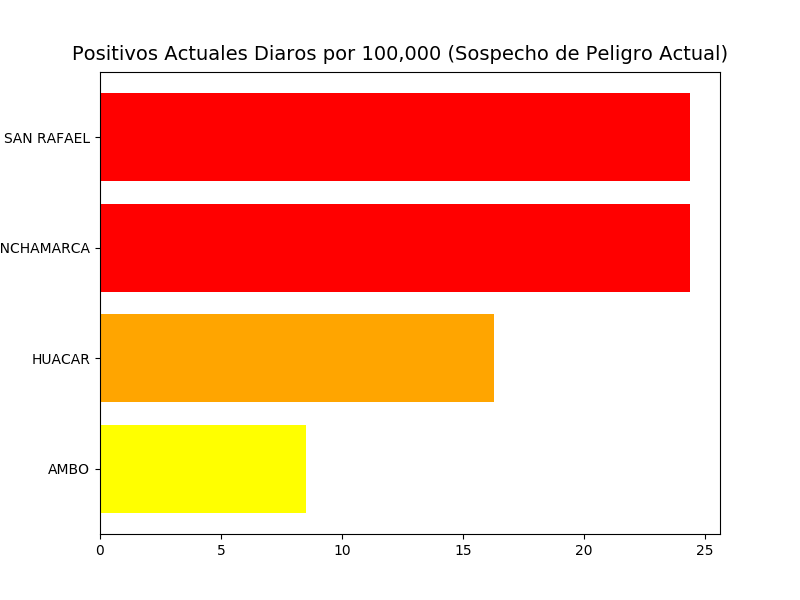 Positivos Actuales Diaros por 100,000 (Sospecho de Peligro Actual)
SAN RAFAEL
NCHAMARCA
HUACAR
AMBO
0 5 10 15 20 25